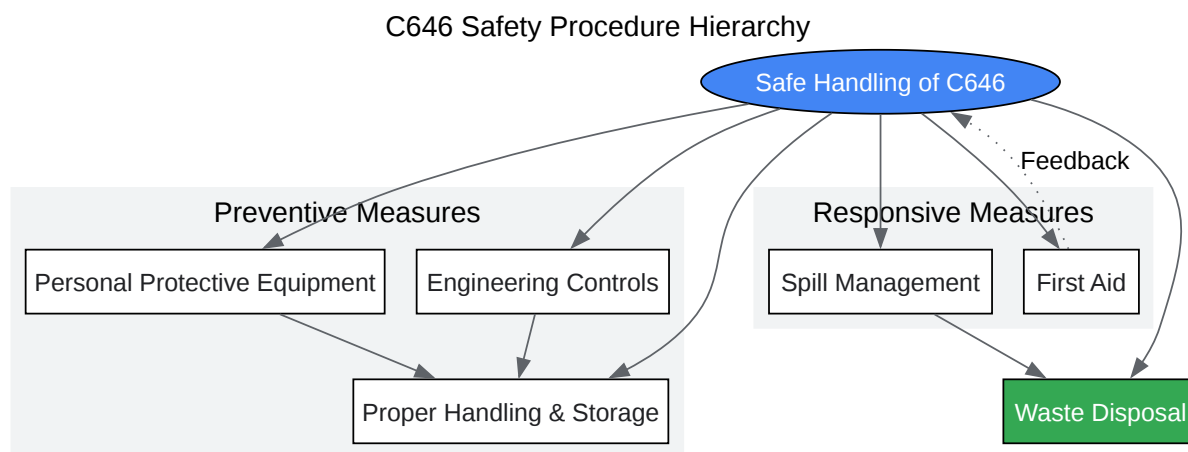 C646 Safety Procedure Hierarchy
Safe Handling of C646
Feedback
Preventive Measures
Responsive Measures
Personal Protective Equipment
Engineering Controls
Spill Management
First Aid
Proper Handling & Storage
Waste Disposal